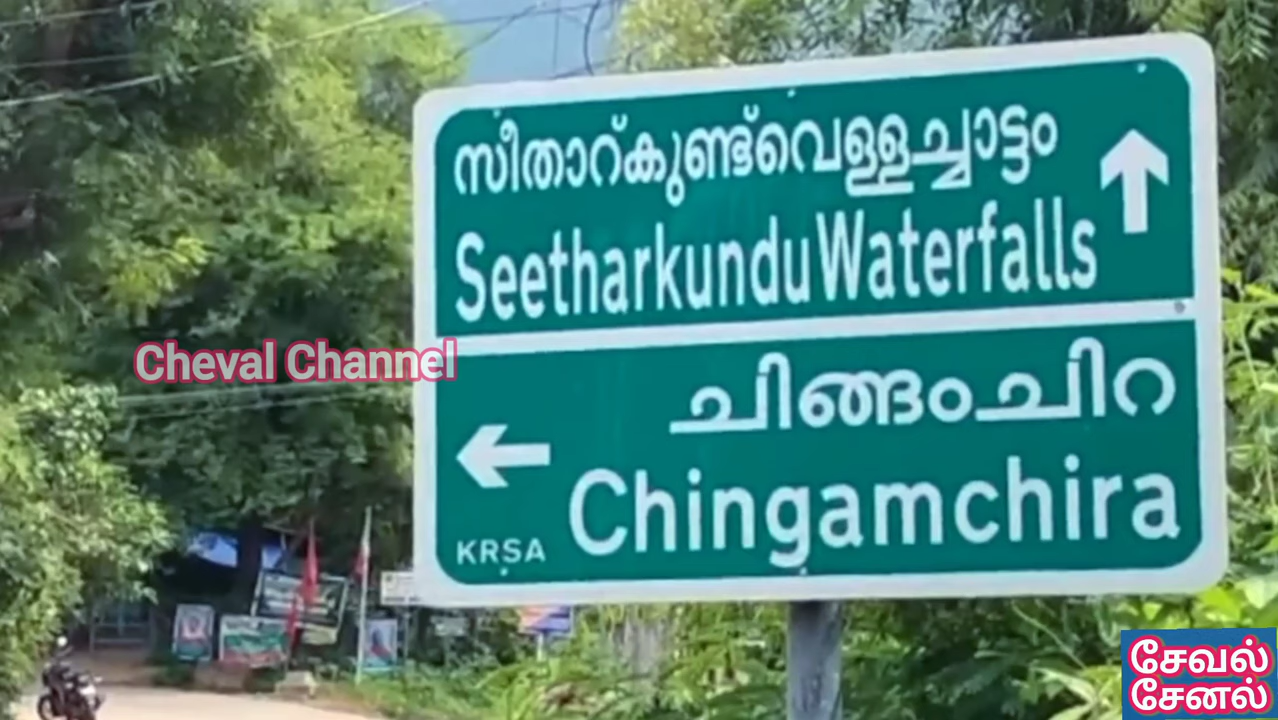 സീതാറ്കുണ്ട്വെള്ളച്ചാട്ടം
Seetharkundu Waterfalls
Cheval Channel
ചിങ്ങംചിറ
Chingamchira
KRSA
சேவல்
சேனல்